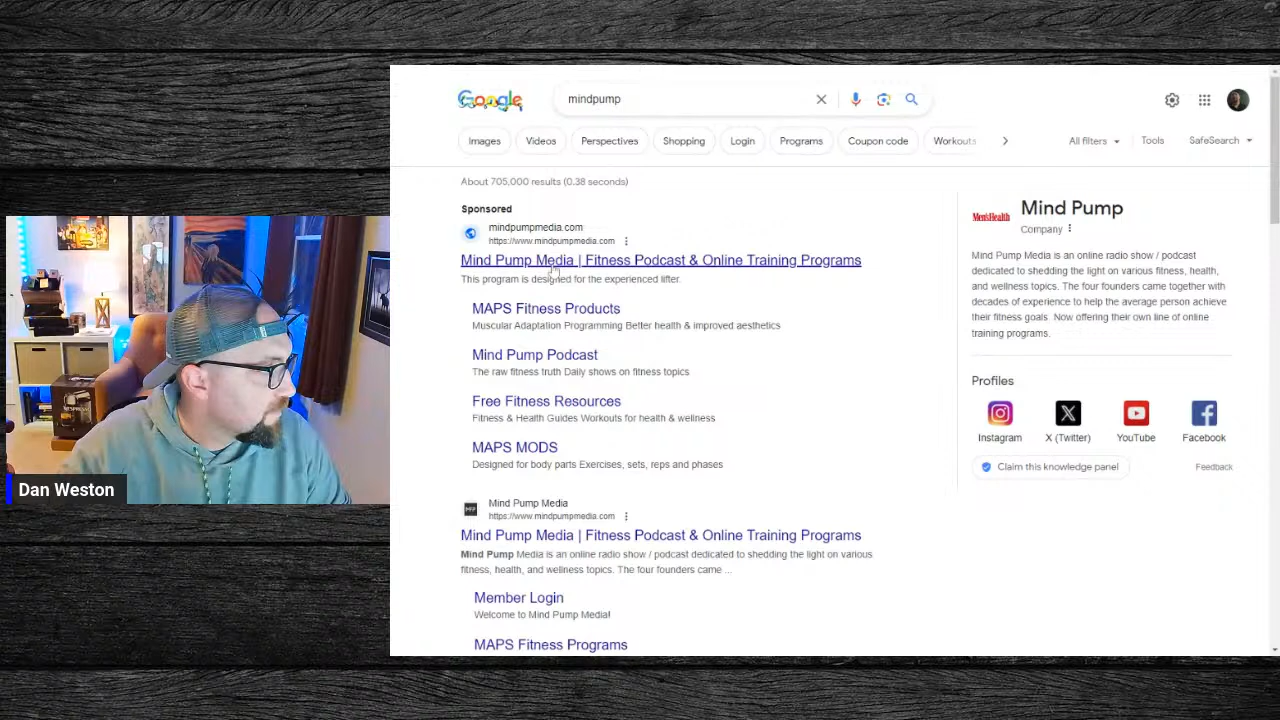 Google
mindpump
Images
Videos
Perspectives
Shopping
Login
Programs
Coupon code
Workouts
All filters
Tools
SafeSearch
About 705,000 results (0.38 seconds)
Sponsored
mindpumpmedia.com
https://www.mindpumpmedia.com
Mind Pump Media | Fitness Podcast & Online Training Programs
This program is designed for the experienced lifter.
MAPS Fitness Products
Muscular Adaptation Programming Better health & improved aesthetics
Mind Pump Podcast
The raw fitness truth Daily shows on fitness topics
Free Fitness Resources
Fitness & Health Guides Workouts for health & wellness
MAPS MODS
Designed for body parts Exercises, sets, reps and phases
Mind Pump Media
https://www.mindpumpmedia.com
Mind Pump Media | Fitness Podcast & Online Training Programs
Mind Pump Media is an online radio show / podcast dedicated to shedding the light on various
fitness, health, and wellness topics. The four founders came ...
Member Login
Welcome to Mind Pump Media!
MAPS Fitness Programs
Men'sHealth
Mind Pump
Company
Mind Pump Media is an online radio show / podcast
dedicated to shedding the light on various fitness, health,
and wellness topics. The four founders came together with
decades of experience to help the average person achieve
their fitness goals. Now offering their own line of online
training programs.
Profiles
Instagram
X (Twitter)
YouTube
Facebook
Claim this knowledge panel
Feedback
Dan Weston